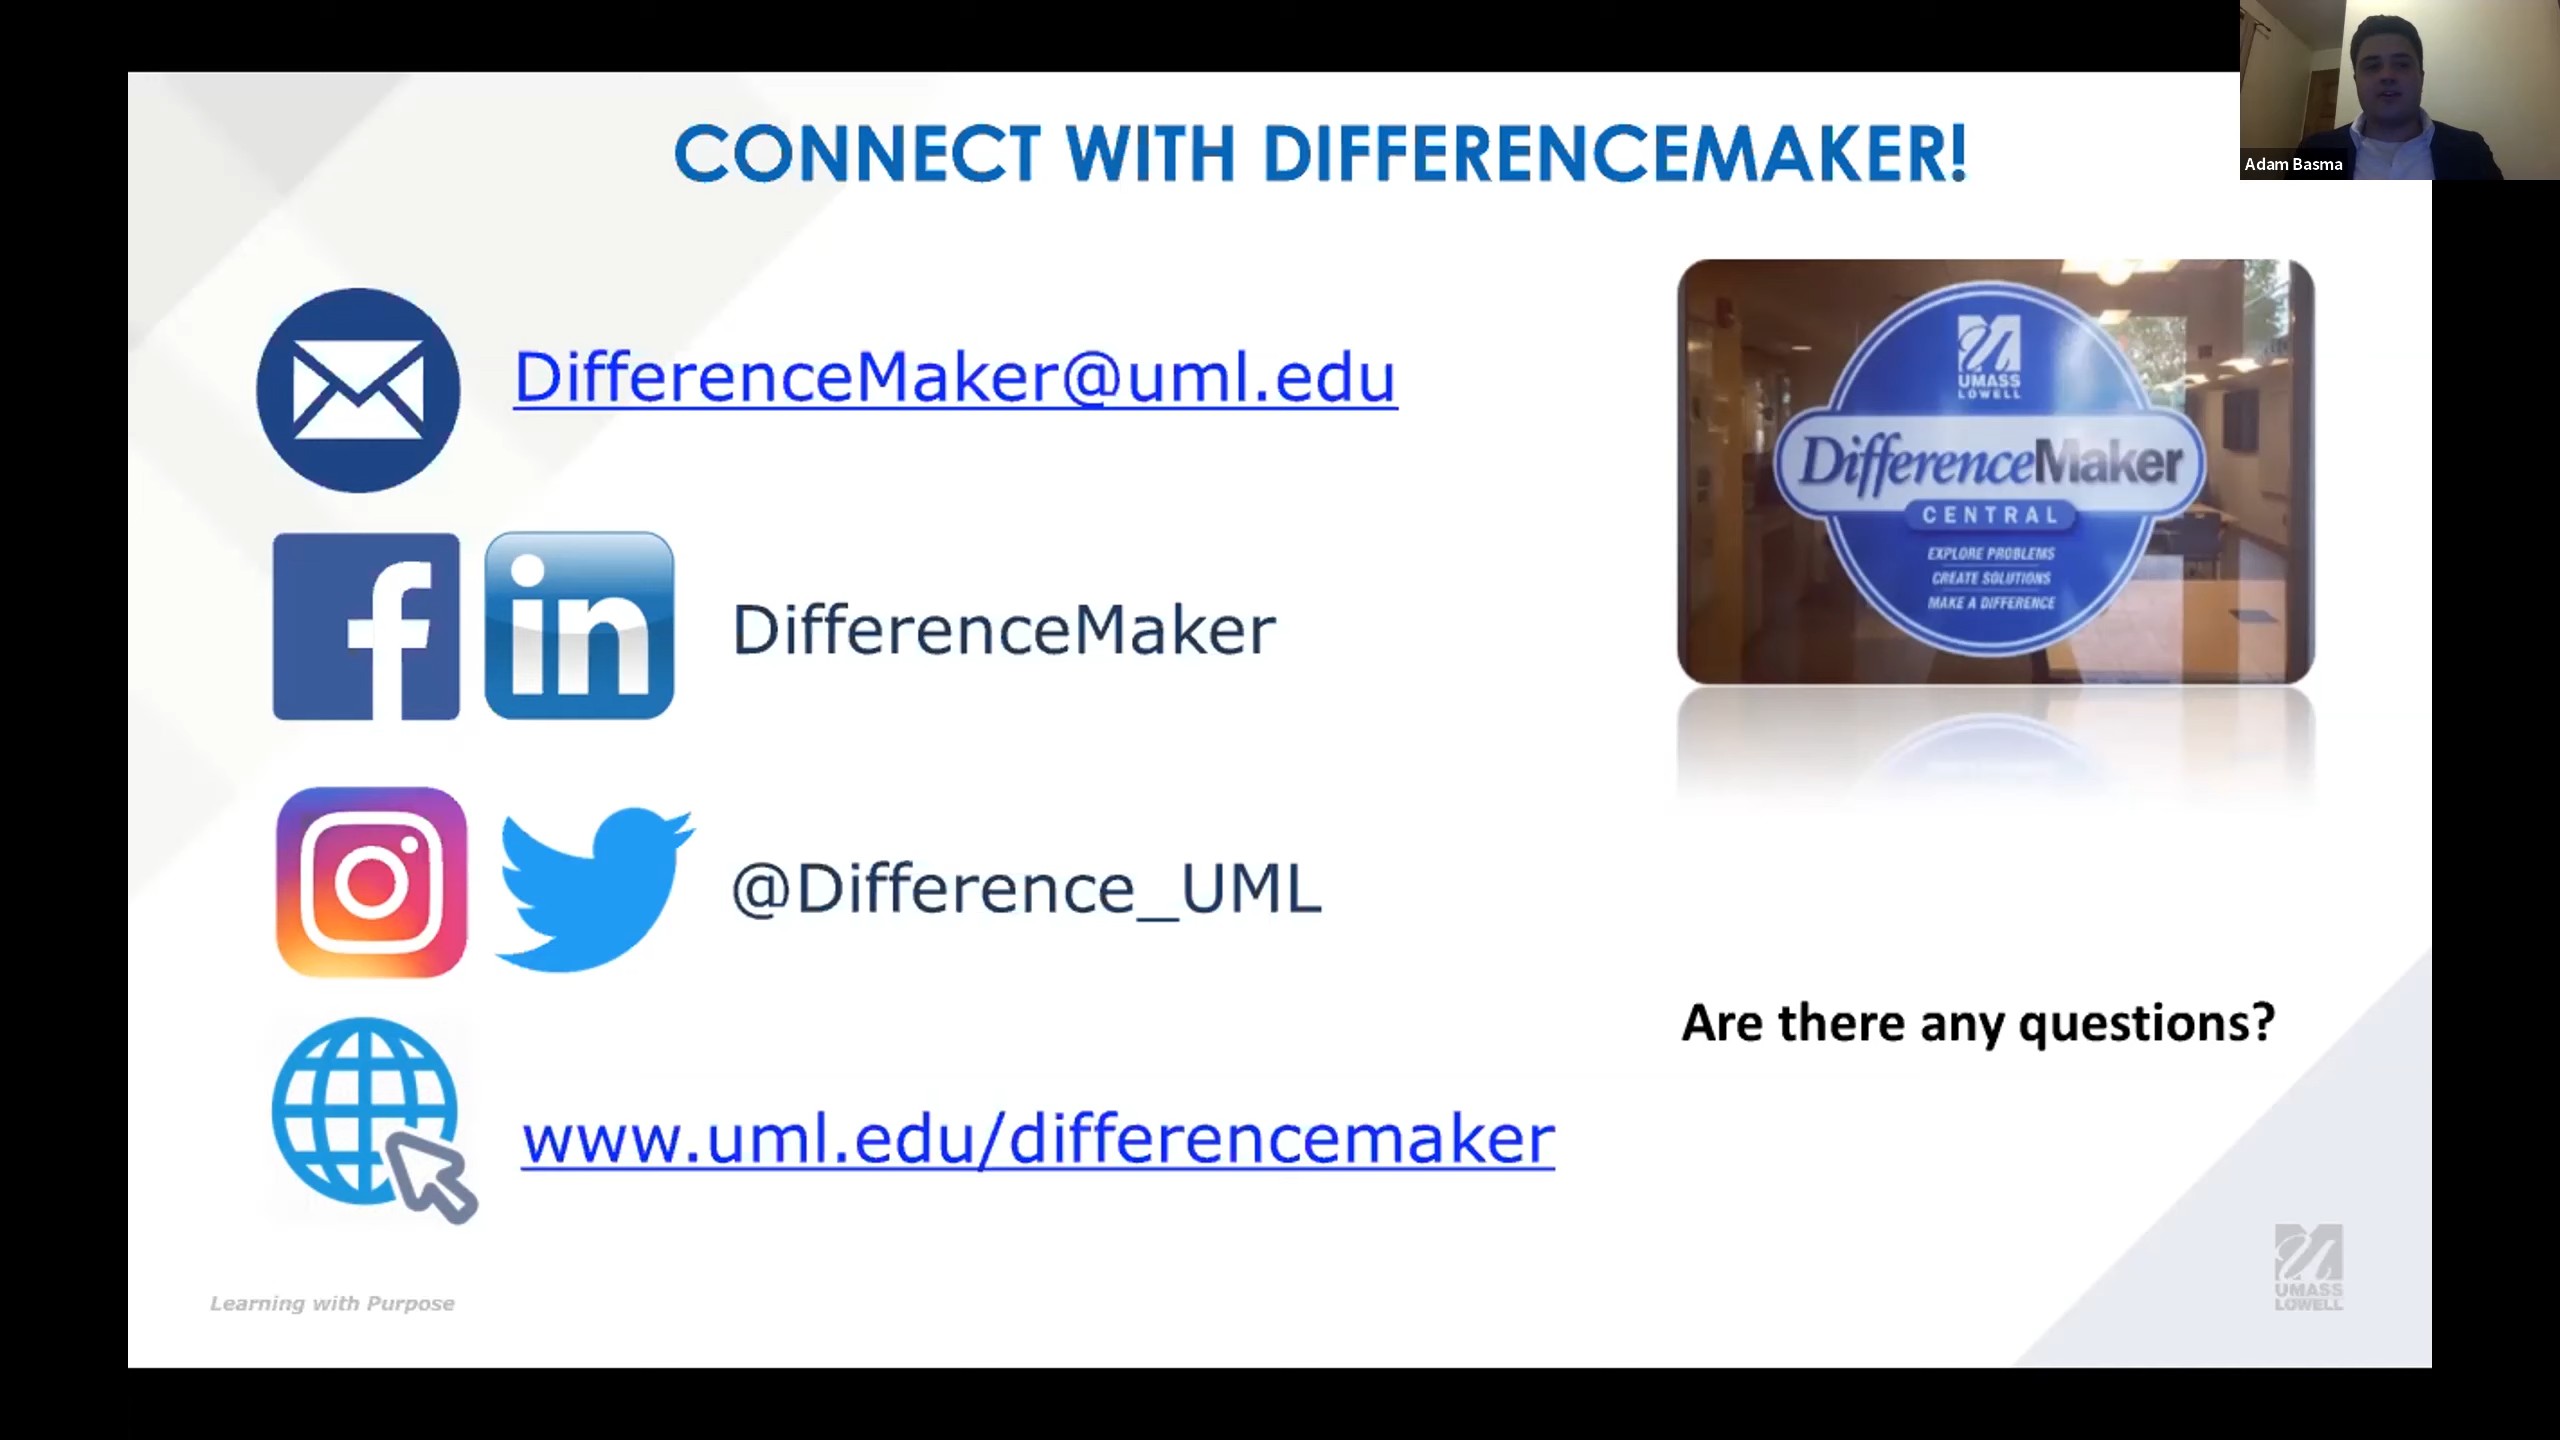 CONNECT WITH DIFFERENCEMAKER!
Adam Basma
DifferenceMaker@uml.edu
UMASS
LOWELL
DifferenceMaker
CENTRAL
EXPLORE PROBLEMS
CREATE SOLUTIONS
MAKE A DIFFERENCE
f
in
DifferenceMaker
@Difference_UML
Are there any questions?
www.uml.edu/differencemaker
Learning with Purpose
UMASS
LOWELL